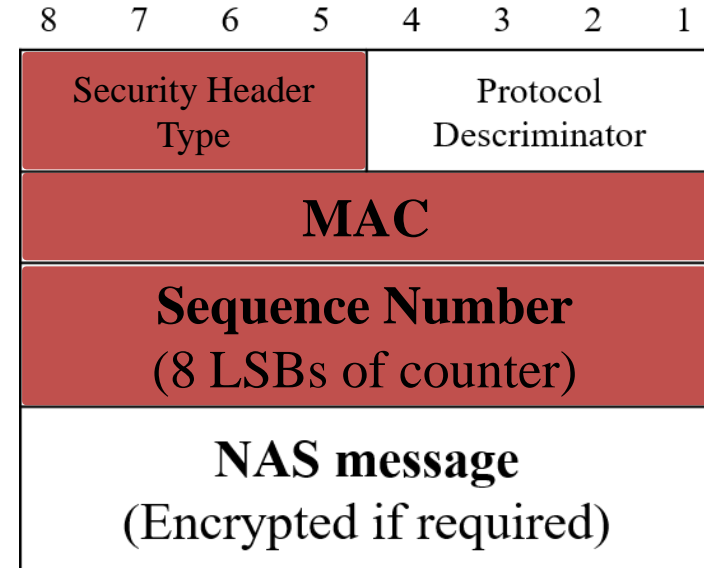 8 7 6 5 4 3 2 1
Security Header Protocol
Type Descriminator
MAC
Sequence Number
(8 LSBs of counter)
NAS message
(Encrypted if required)